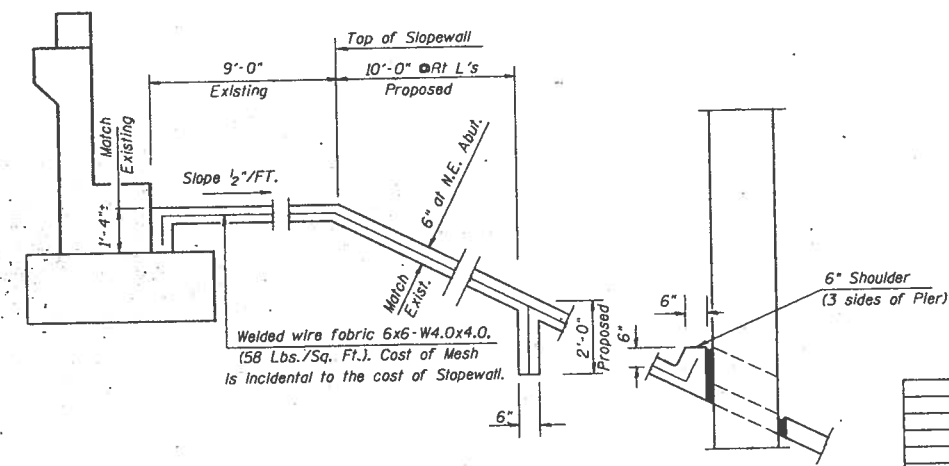 Top of Slopewall
9'-0"
Existing
10'-0" @Rt L's
Proposed
Match
Existing
Slope ½"/FT.
6" at N.E. Abut.
1'-4"±
Match
Exist.
Welded wire fabric 6x6-W4.0x4.0.
(58 Lbs./Sq. Ft.). Cost of Mesh
is incidental to the cost of Slopewall.
2'-0"
Proposed
6"
6"
6"
6" Shoulder
(3 sides of Pier)